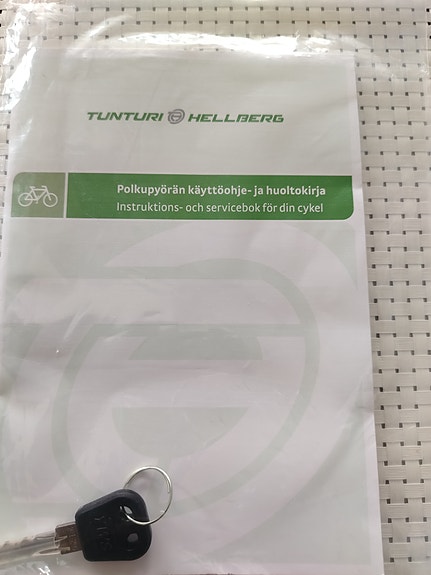 TUNTURI HELLBERG
Polkupyörän käyttöohje- ja huoltokirja
Instruktions- och servicebok för din cykel